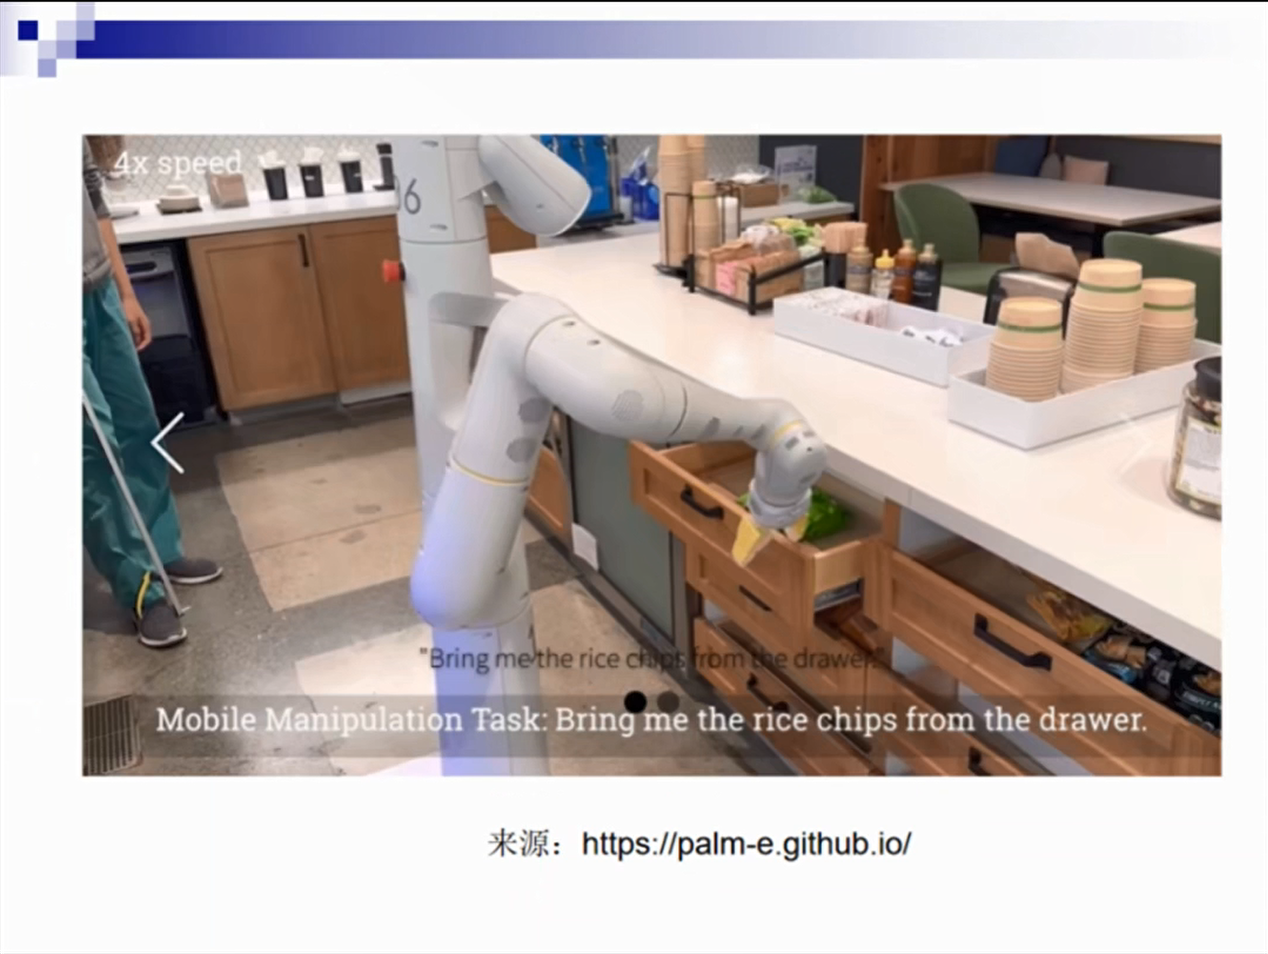 4x speed
06
"Bring me the rice chips from the drawer."
Mobile Manipulation Task: Bring me the rice chips from the drawer.
来源：https://palm-e.github.io/